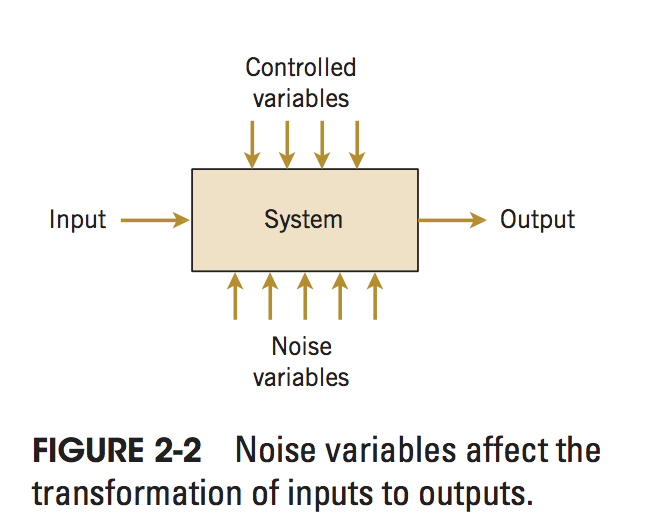 Controlled
variables
Input
System
Output
Noise
variables
FIGURE 2-2 Noise variables affect the
transformation of inputs to outputs.